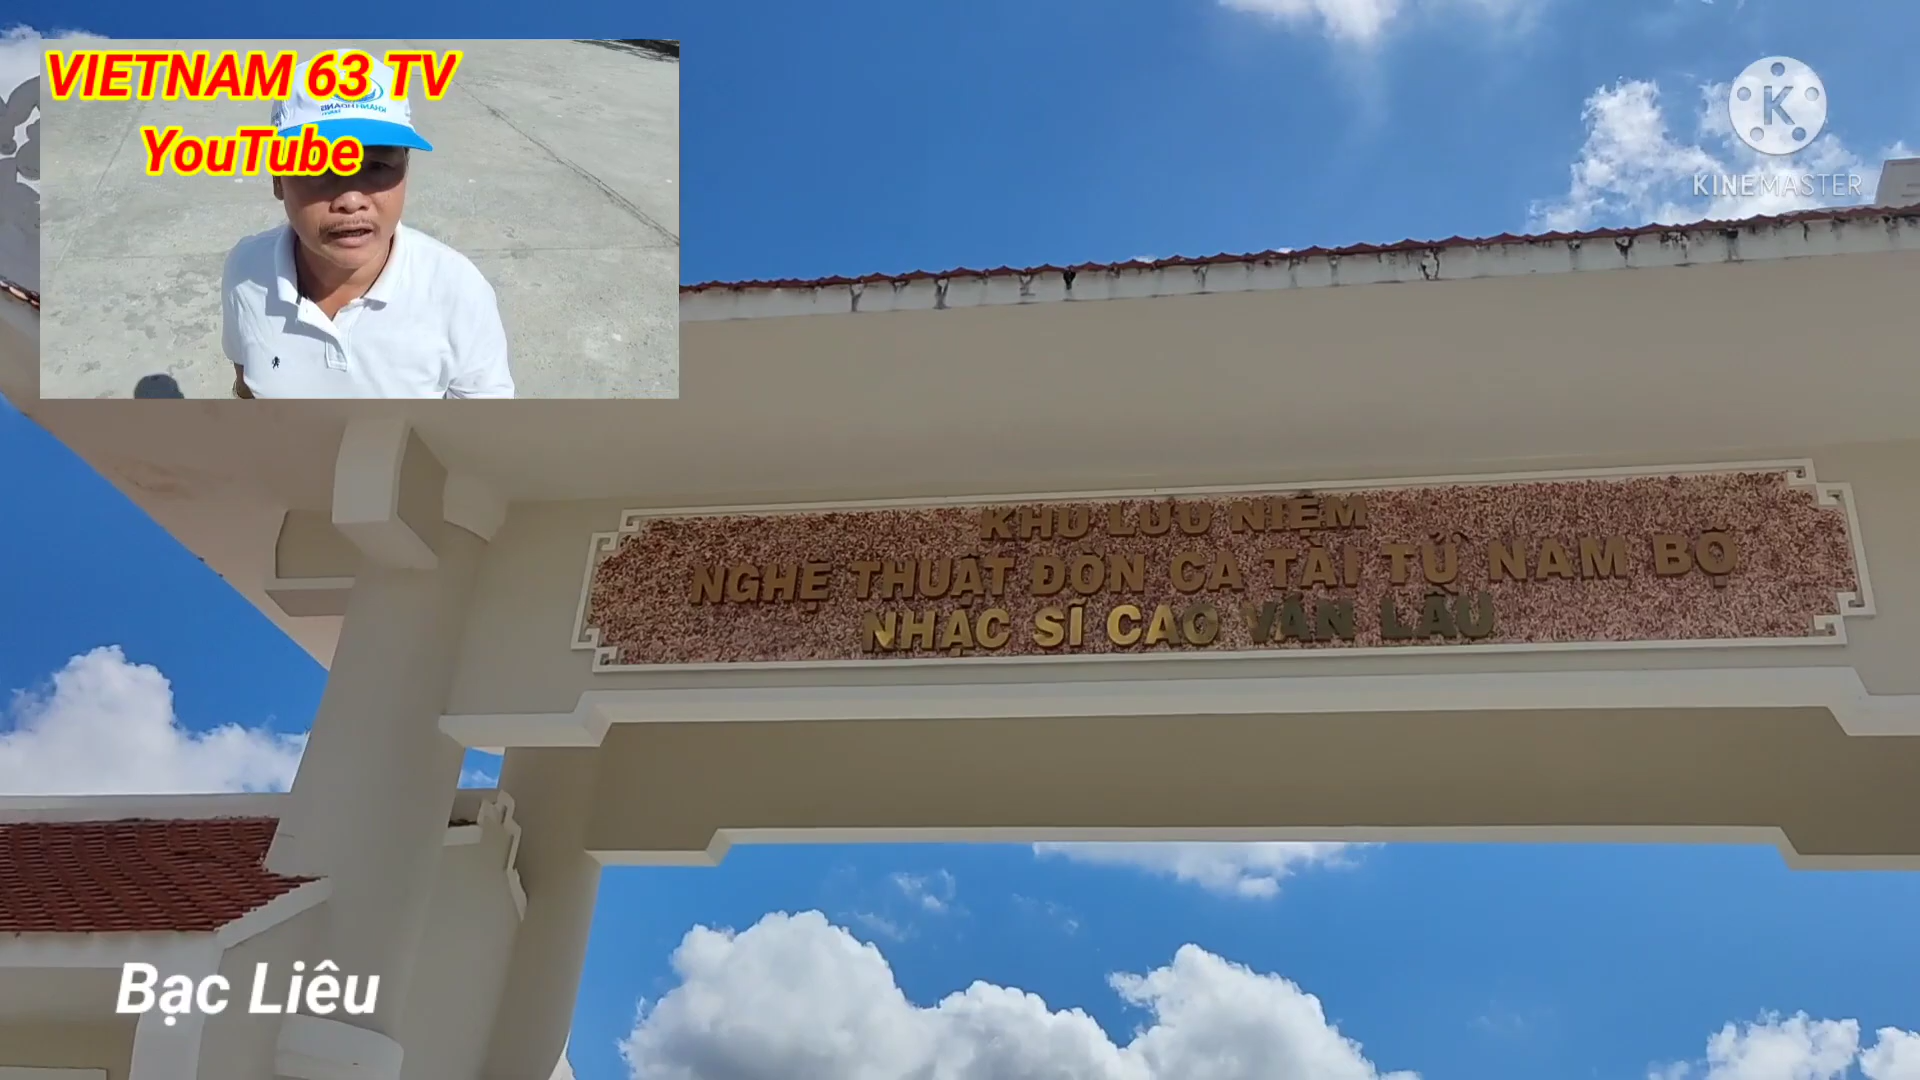 VIETNAM 63 TV
YouTube
KINEMASTER
KHU LƯU NIỆM
NGHỆ THUẬT ĐỜN CA TÀI TỬ NAM BỘ
NHẠC SĨ CAO VĂN LẦU
Bạc Liêu